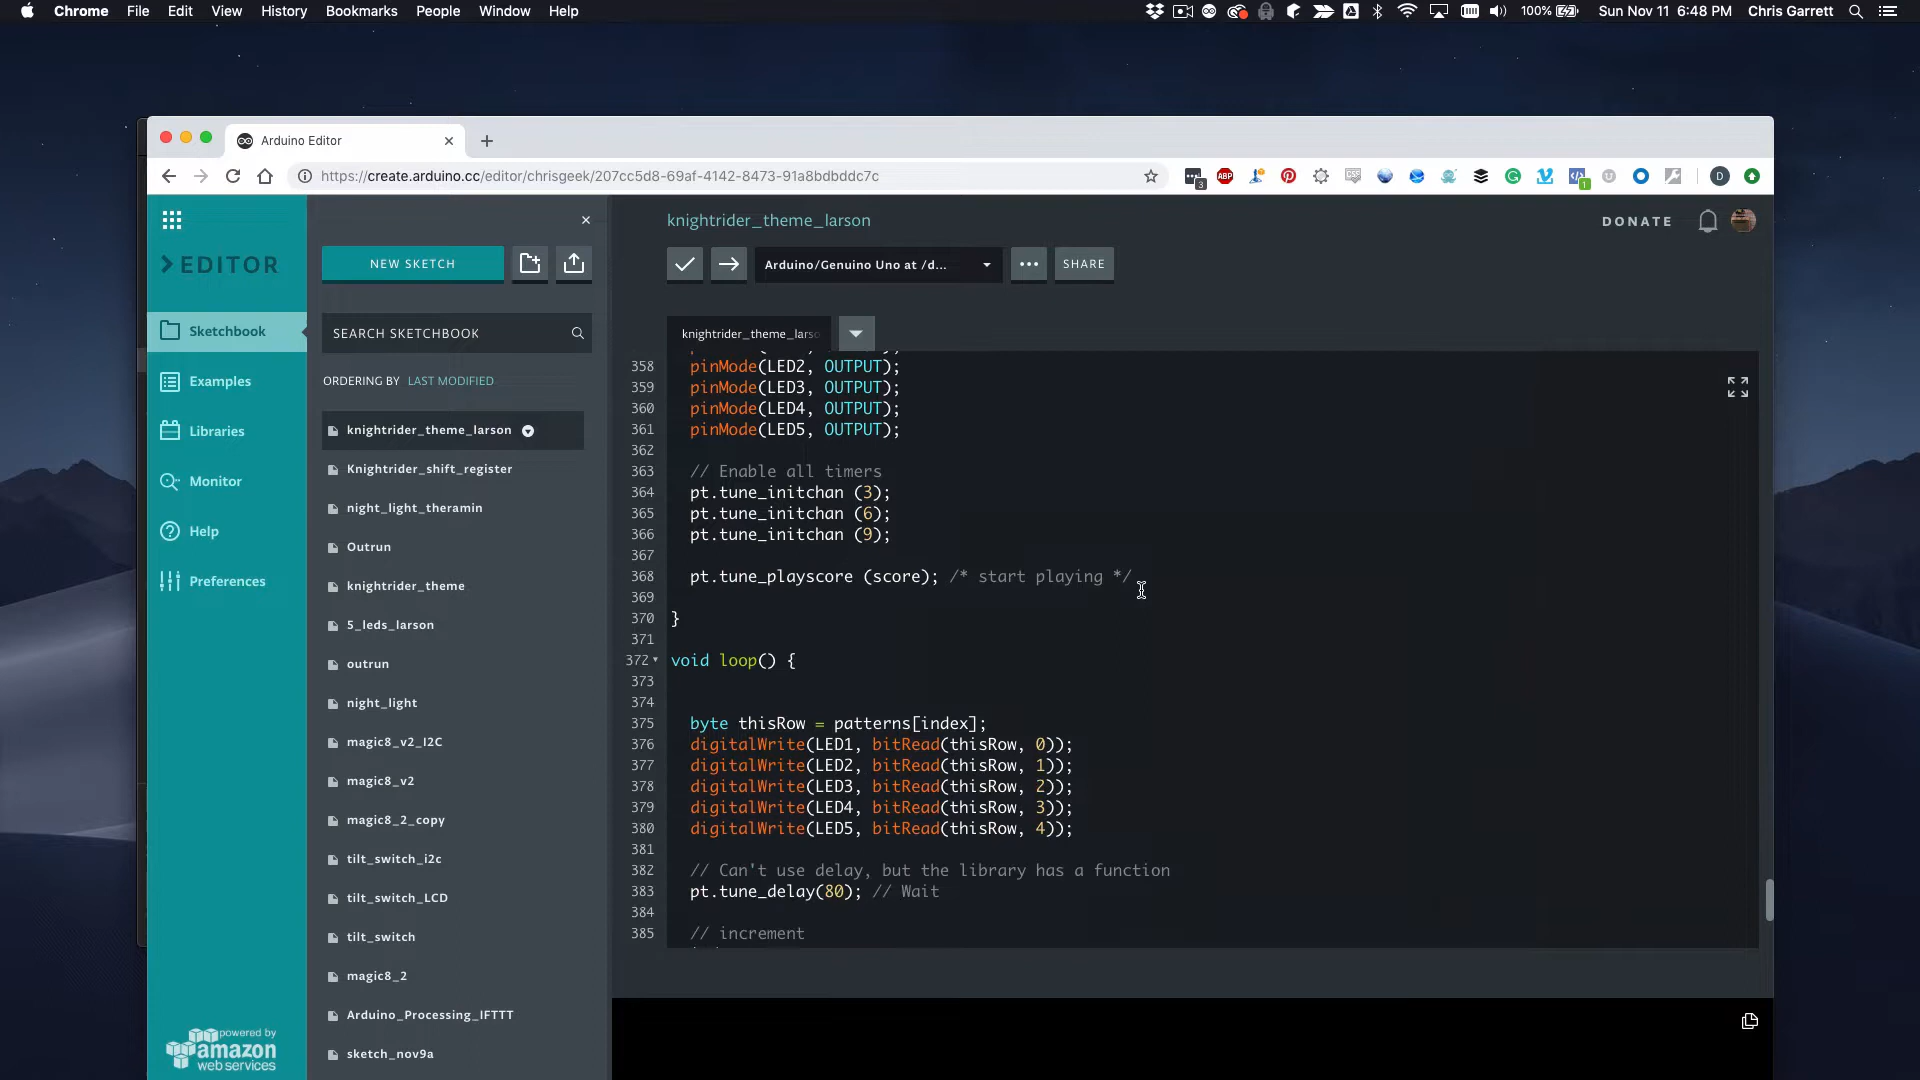 Chrome File Edit View History Bookmarks People Window Help
100% Sun Nov 11 6:48 PM Chris Garrett
Arduino Editor
https://create.arduino.cc/editor/chrisgeek/207cc5d8-69af-4142-8473-91a8bdbddc7c
ABP
3
1
D
EDITOR
Sketchbook
Examples
Libraries
Monitor
Help
Preferences
powered by
amazon
web services
NEW SKETCH
SEARCH SKETCHBOOK
ORDERING BY LAST MODIFIED
knightrider_theme_larson
Knightrider_shift_register
night_light_theramin
Outrun
knightrider_theme
5_leds_larson
outrun
night_light
magic8_v2_I2C
magic8_v2
magic8_2_copy
tilt_switch_i2c
tilt_switch_LCD
tilt_switch
magic8_2
Arduino_Processing_IFTTT
sketch_nov9a
knightrider_theme_larson
DONATE
Arduino/Genuino Uno at /d...
SHARE
knightrider_theme_larso
358 pinMode(LED2, OUTPUT);
359 pinMode(LED3, OUTPUT);
360 pinMode(LED4, OUTPUT);
361 pinMode(LED5, OUTPUT);
362
363 // Enable all timers
364 pt.tune_initchan (3);
365 pt.tune_initchan (6);
366 pt.tune_initchan (9);
367
368 pt.tune_playscore (score); /* start playing */
369
370 }
371
372 void loop() {
373
374
375 byte thisRow = patterns[index];
376 digitalWrite(LED1, bitRead(thisRow, 0));
377 digitalWrite(LED2, bitRead(thisRow, 1));
378 digitalWrite(LED3, bitRead(thisRow, 2));
379 digitalWrite(LED4, bitRead(thisRow, 3));
380 digitalWrite(LED5, bitRead(thisRow, 4));
381
382 // Can't use delay, but the library has a function
383 pt.tune_delay(80); // Wait
384
385 // increment